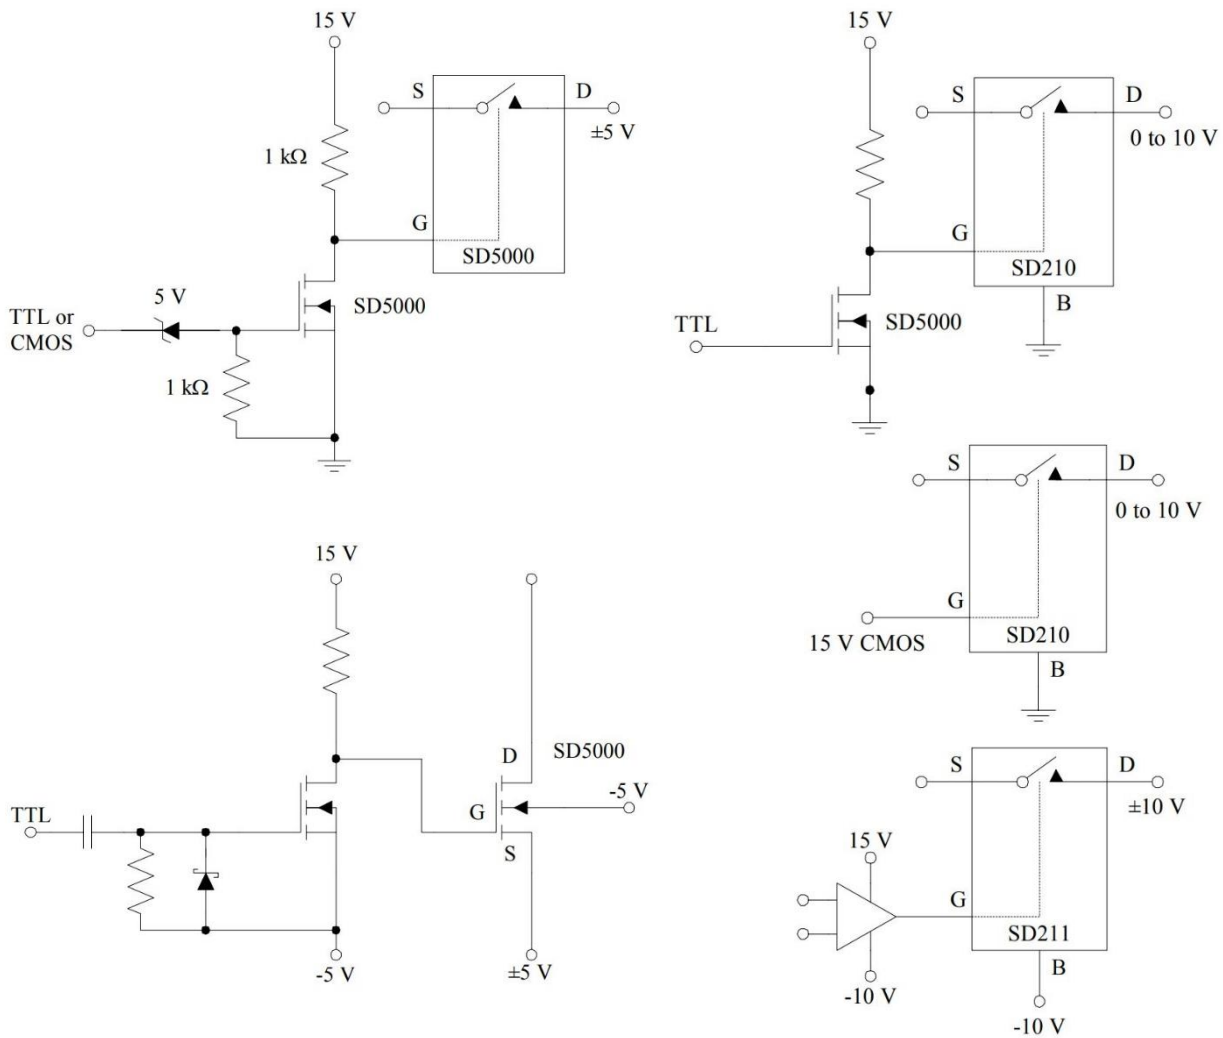 15 V
S
D
±5 V
1 kΩ
G
SD5000
5 V
SD5000
TTL or
CMOS
1 kΩ
15 V
S
D
0 to 10 V
G
SD210
B
SD5000
TTL
S
D
0 to 10 V
G
15 V CMOS
SD210
B
15 V
D
SD5000
-5 V
G
S
TTL
-5 V
±5 V
S
D
±10 V
15 V
G
SD211
B
-10 V
-10 V